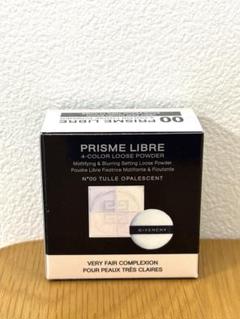 00 PRISME LIBRE
PRISME LIBRE
4-COLOR LOOSE POWDER
Mattifying & Blurring Setting Loose Powder
Poudre Libre Fixatrice Matifiante & Floutante
N°00 TULLE OPALESCENT
GIVENCHY
VERY FAIR COMPLEXION
POUR PEAUX TRÈS CLAIRES